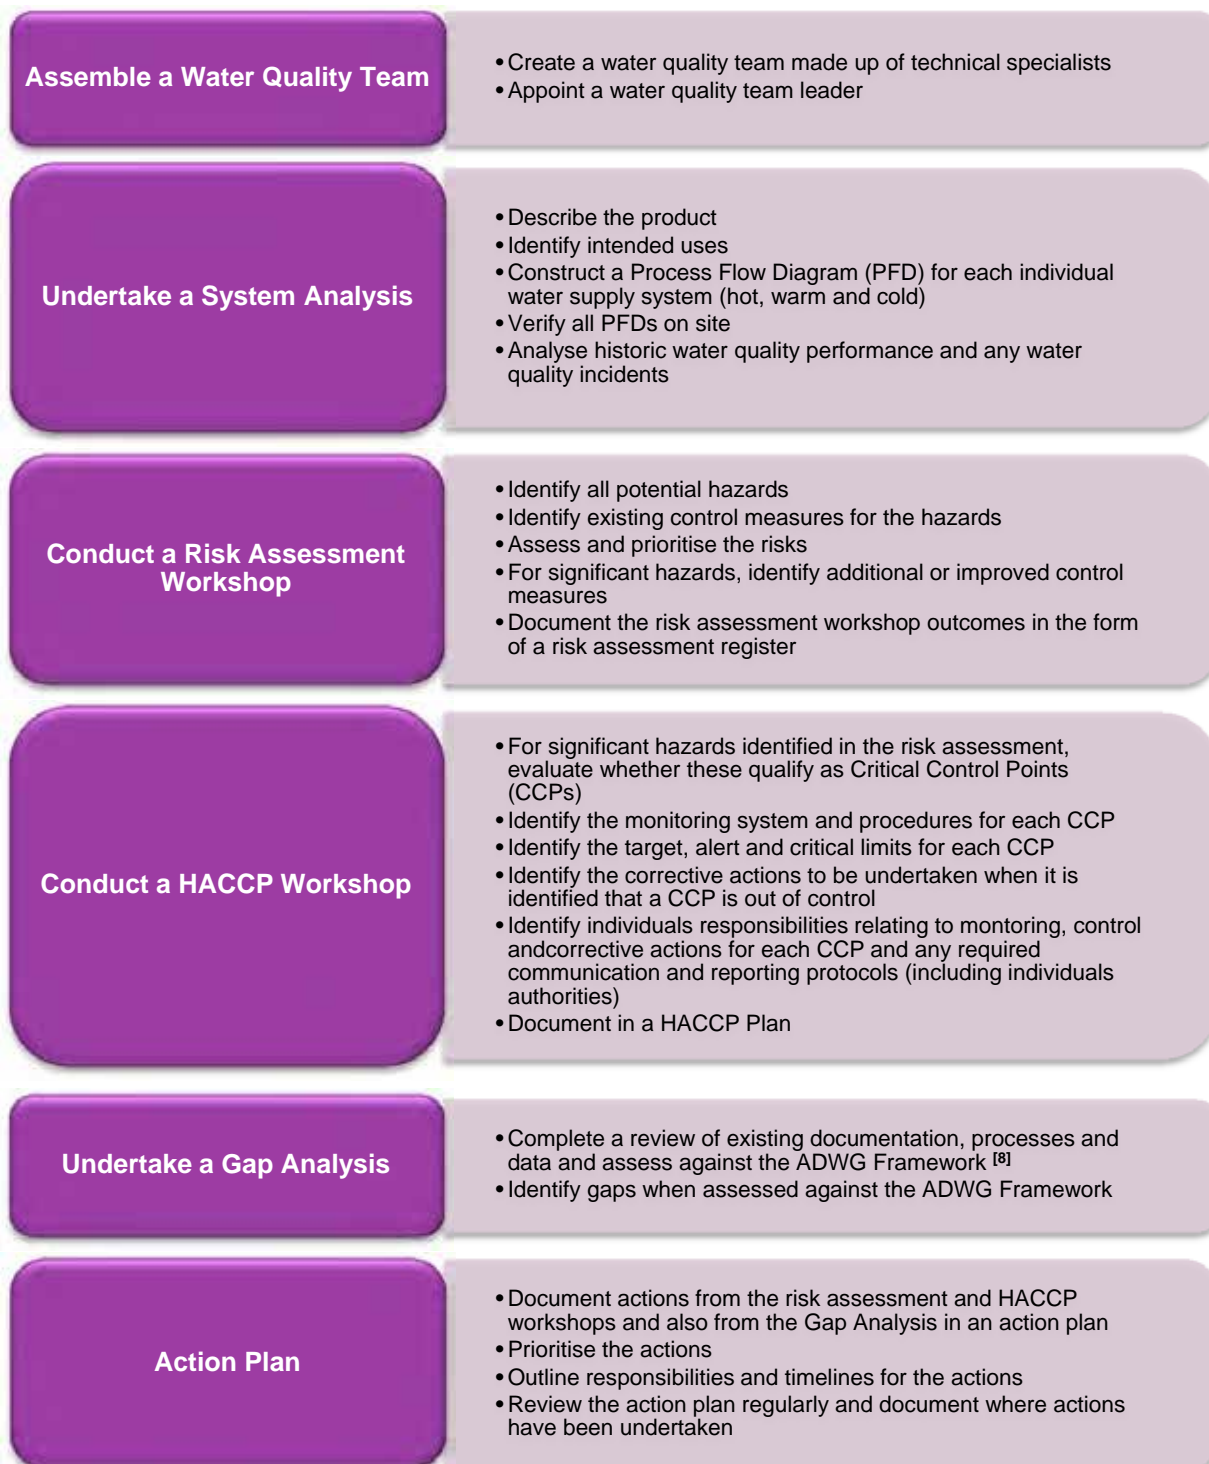 Assemble a Water Quality Team
• Create a water quality team made up of technical specialists
• Appoint a water quality team leader
Undertake a System Analysis
• Describe the product
• Identify intended uses
• Construct a Process Flow Diagram (PFD) for each individual
water supply system (hot, warm and cold)
• Verify all PFDs on site
• Analyse historic water quality performance and any water
quality incidents
Conduct a Risk Assessment
Workshop
• Identify all potential hazards
• Identify existing control measures for the hazards
• Assess and prioritise the risks
• For significant hazards, identify additional or improved control
measures
• Document the risk assessment workshop outcomes in the form
of a risk assessment register
Conduct a HACCP Workshop
• For significant hazards identified in the risk assessment,
evaluate whether these qualify as Critical Control Points
(CCPs)
• Identify the monitoring system and procedures for each CCP
• Identify the target, alert and critical limits for each CCP
• Identify the corrective actions to be undertaken when it is
identified that a CCP is out of control
• Identify individuals responsibilities relating to montoring, control
andcorrective actions for each CCP and any required
communication and reporting protocols (including individuals
authorities)
• Document in a HACCP Plan
Undertake a Gap Analysis
• Complete a review of existing documentation, processes and
data and assess against the ADWG Framework [8]
• Identify gaps when assessed against the ADWG Framework
Action Plan
• Document actions from the risk assessment and HACCP
workshops and also from the Gap Analysis in an action plan
• Prioritise the actions
• Outline responsibilities and timelines for the actions
• Review the action plan regularly and document where actions
have been undertaken